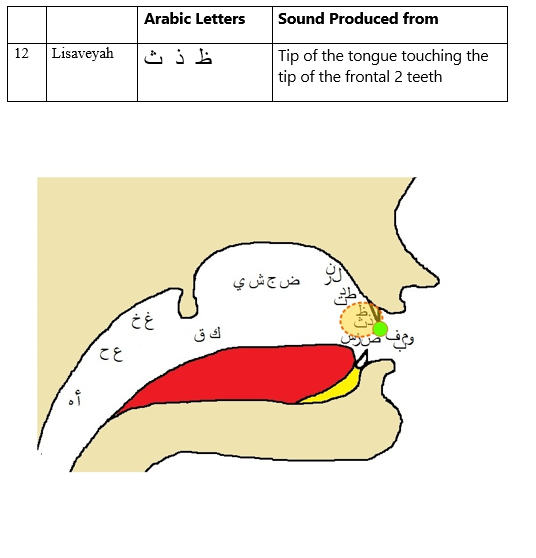 Arabic Letters Sound Produced from
12 Lisaveyah ظ ذ ث Tip of the tongue touching the
tip of the frontal 2 teeth
ض ج ش ي
غ خ
ك ق
ع ح
أ ه